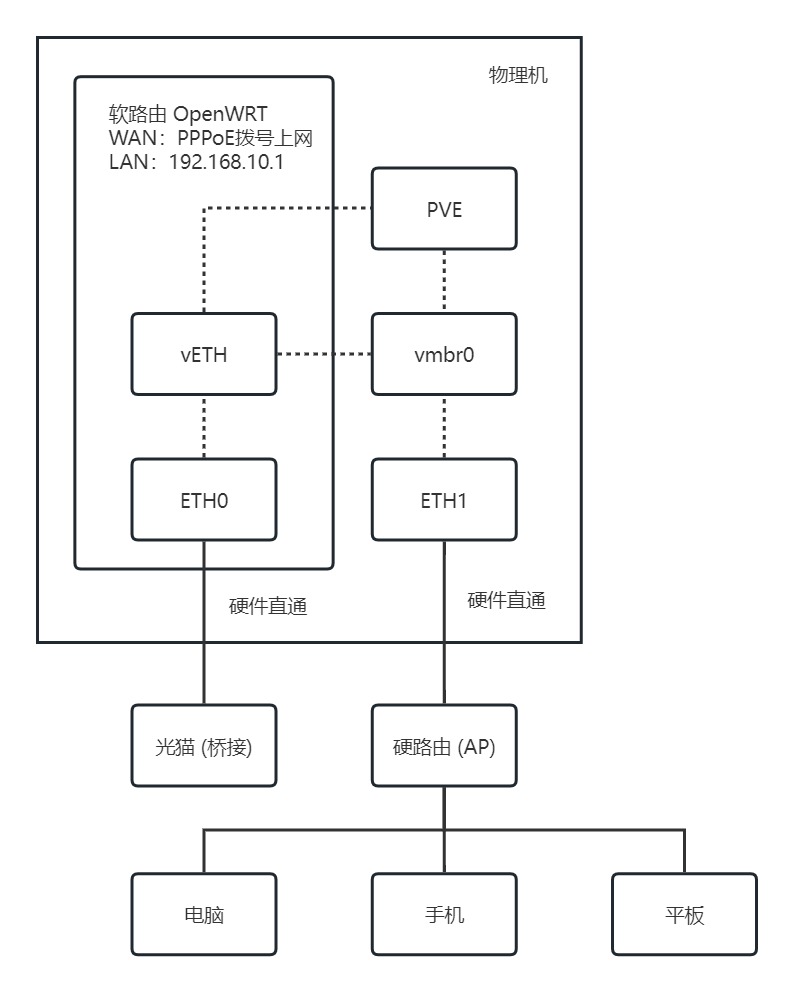 物理机
软路由 OpenWRT
WAN：PPPoE拨号上网
LAN：192.168.10.1
PVE
vETH
vmbr0
ETH0
ETH1
硬件直通
硬件直通
光猫 (桥接)
硬路由 (AP)
电脑
手机
平板